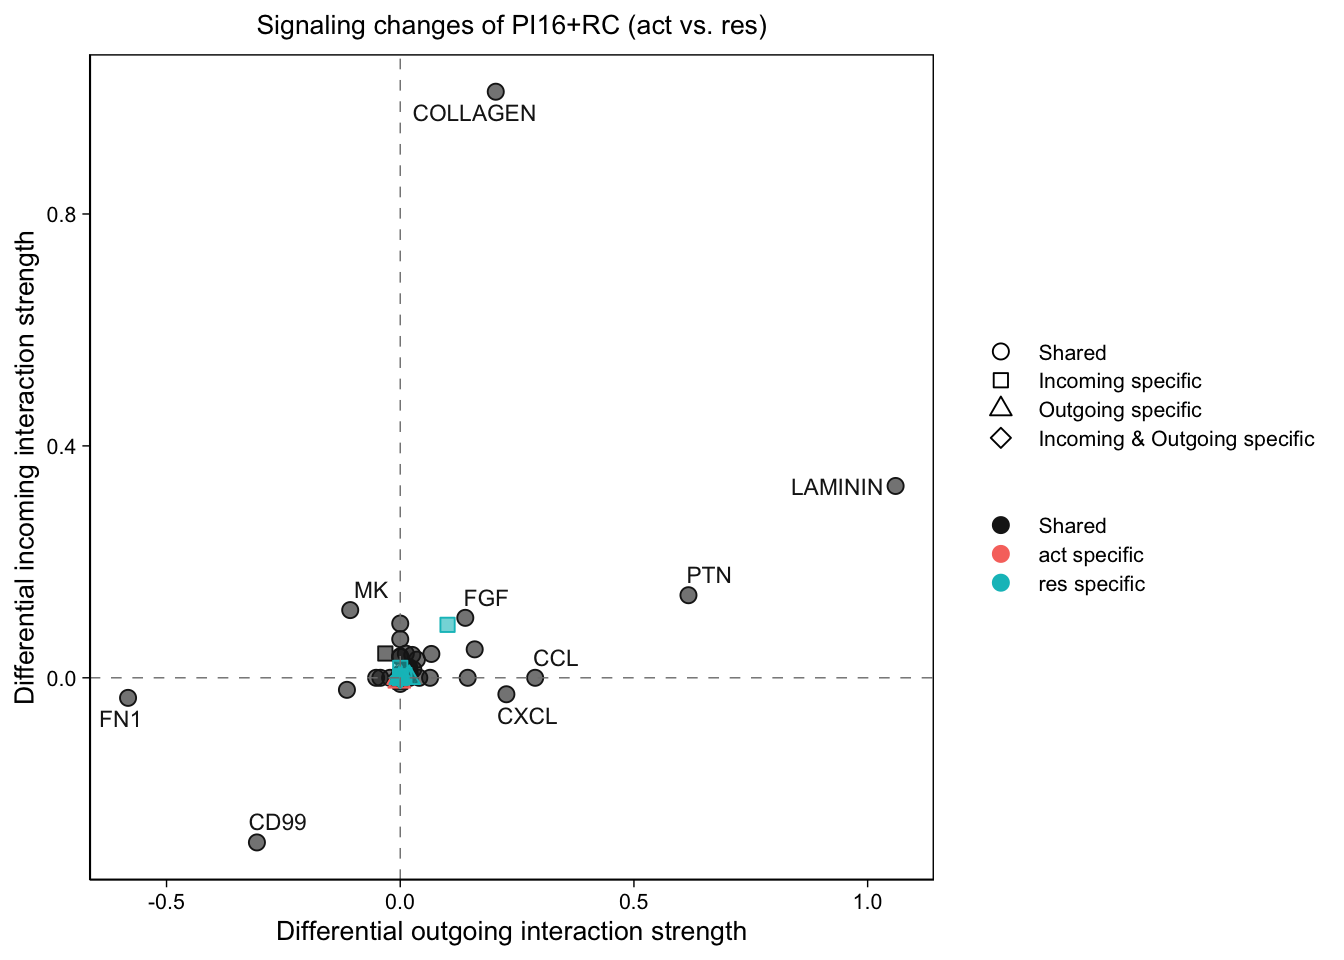 Signaling changes of PI16+RC (act vs. res)
COLLAGEN
0.8
0.4
LAMININ
PTN
MK
FGF
CCL
0.0
CXCL
FN1
CD99
-0.5
0.0
0.5
1.0
Differential outgoing interaction strength
Differential incoming interaction strength
Shared
Incoming specific
Outgoing specific
Incoming & Outgoing specific
Shared
act specific
res specific